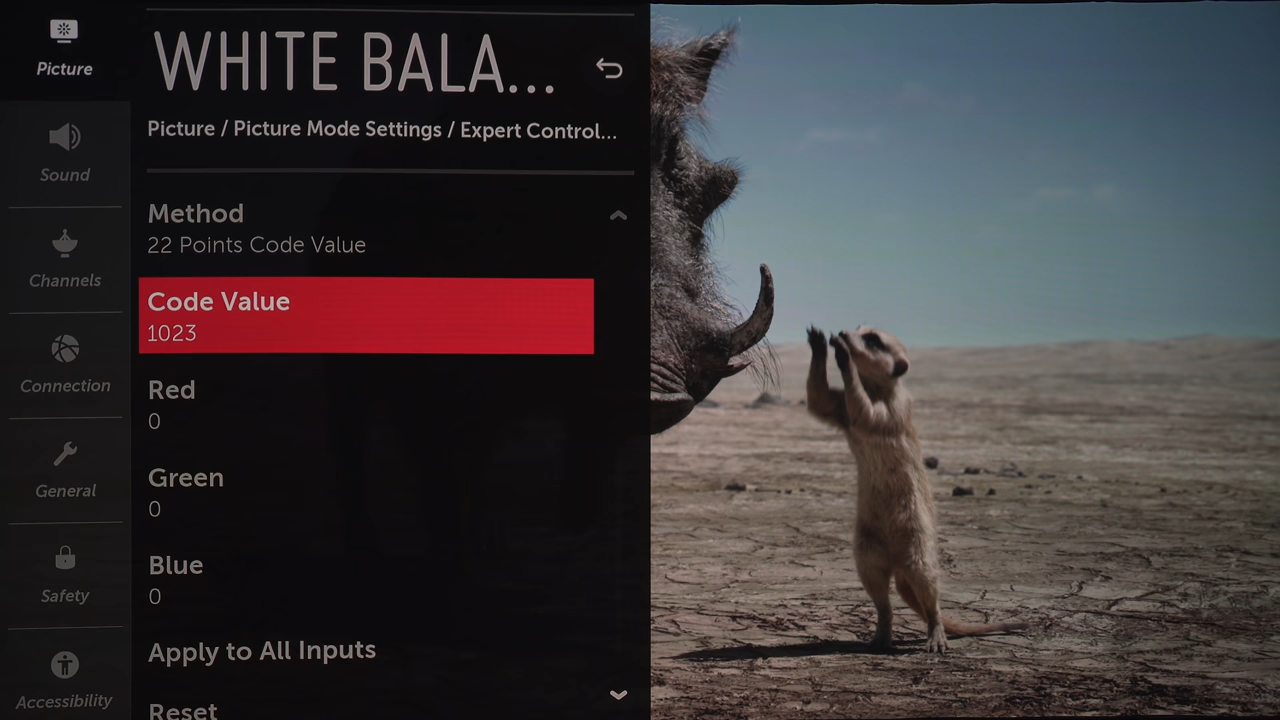 Picture
Sound
Channels
Connection
General
Safety
Accessibility
WHITE BALA...
Picture / Picture Mode Settings / Expert Control...
Method
22 Points Code Value
Code Value
1023
Red
0
Green
0
Blue
0
Apply to All Inputs
Reset